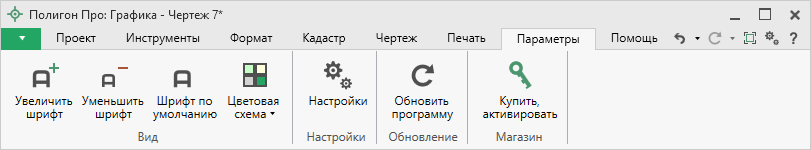 Полигон Про: Графика - Чертеж 7*
Проект Инструменты Формат Кадастр Чертеж Печать Параметры Помощь ?
Увеличить шрифт
Уменьшить шрифт
Шрифт по умолчанию
Цветовая схема
Настройки
Обновить программу
Купить, активировать
Вид Настройки Обновление Магазин